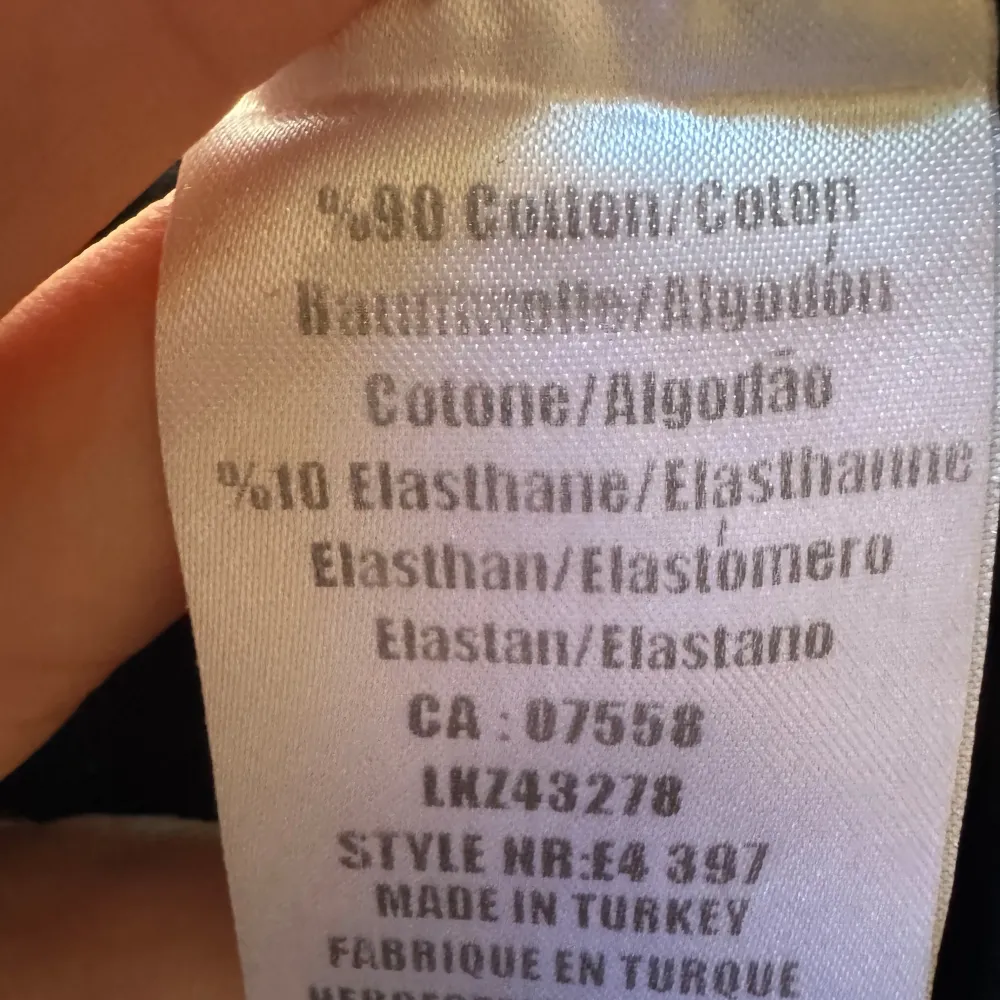 %90 Cotton/Coton
Baumwolle/Algodón
Cotone/Algodão
%10 Elasthane/Elasthanne
Elasthan/Elastómero
Elastan/Elastano
CA : 07558
LKZ43278
STYLE NR:E4 397
MADE IN TURKEY
FABRIQUE EN TURQUE